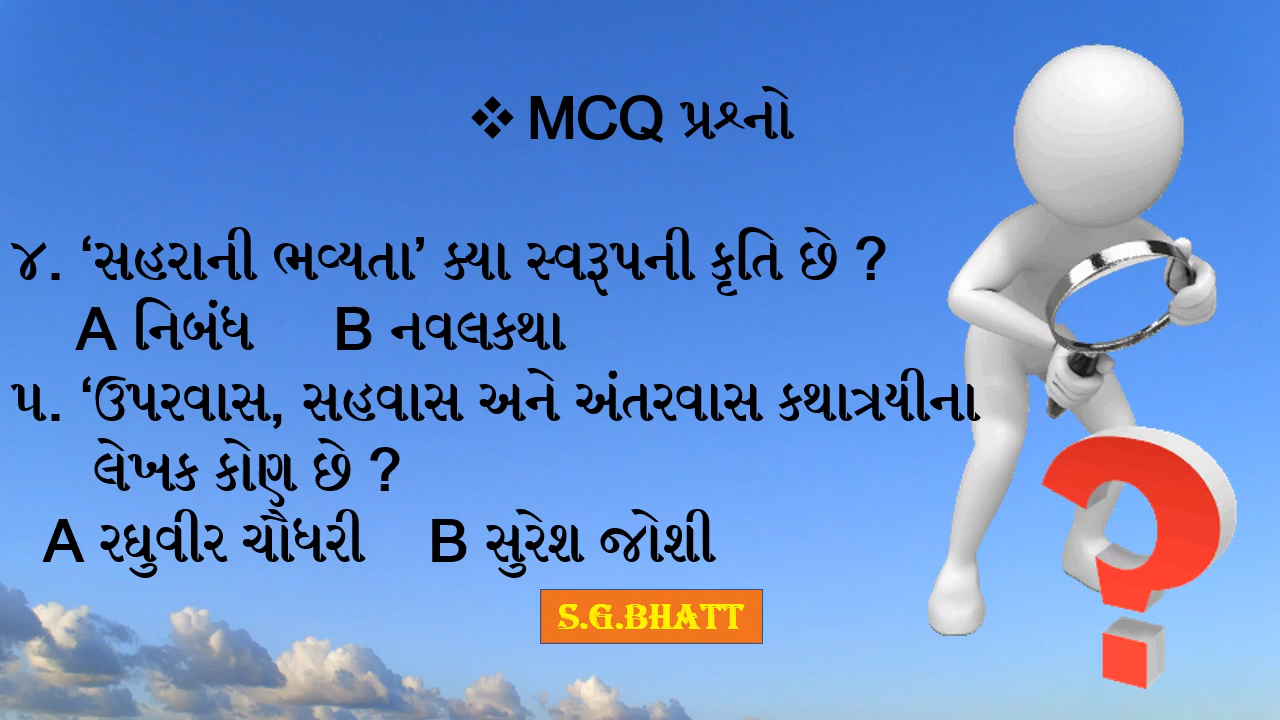 ❖ MCQ પ્રશ્નો
૪. ‘સહરાની ભવ્યતા’ ક્યા સ્વરૂપની કૃતિ છે ?
A નિબંધ B નવલકથા
૫. ‘ઉપરવાસ, સહવાસ અને અંતરવાસ કથાત્રયીના
લેખક કોણ છે ?
A રઘુવીર ચૌધરી B સુરેશ જોશી
S.G.BHATT